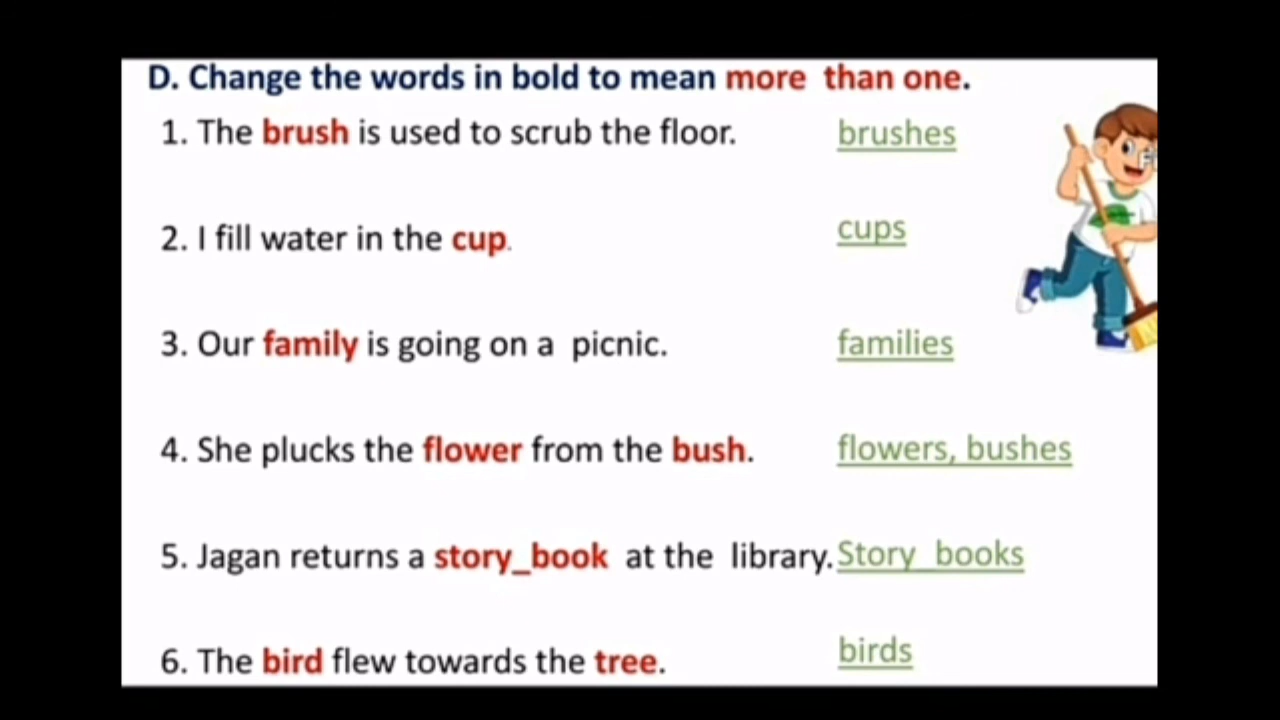 D. Change the words in bold to mean more than one.
1. The brush is used to scrub the floor. brushes
2. I fill water in the cup. cups
3. Our family is going on a picnic. families
4. She plucks the flower from the bush. flowers, bushes
5. Jagan returns a story_book at the library. Story_books
6. The bird flew towards the tree. birds